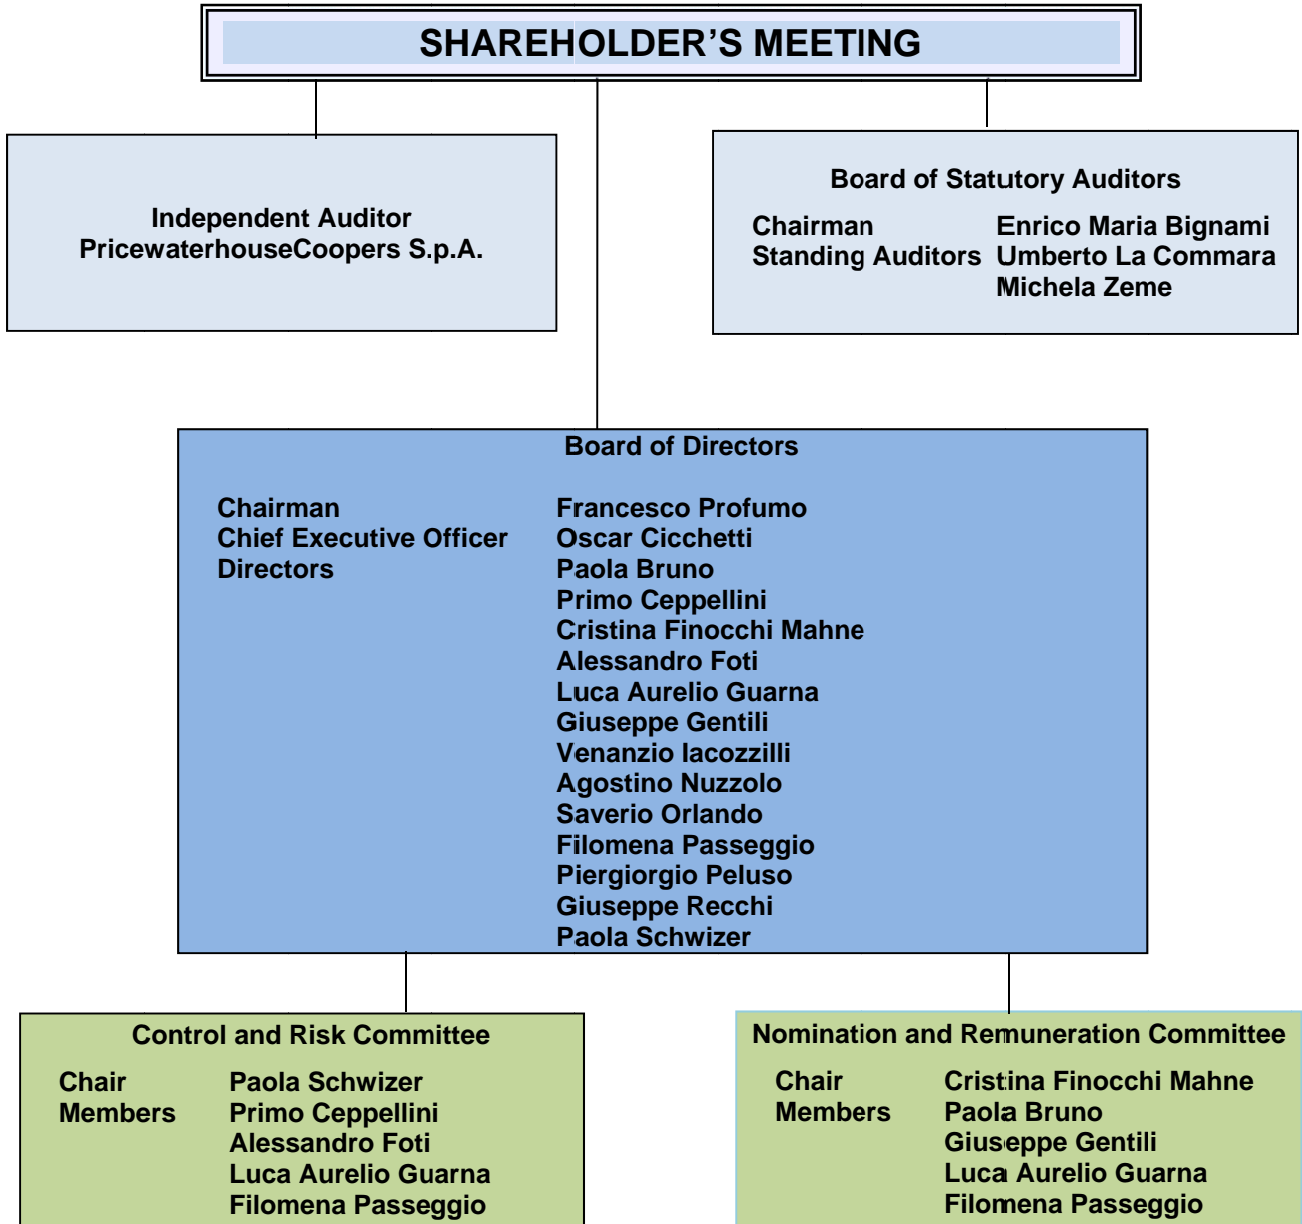 SHAREHOLDER’S MEETING
Independent Auditor
PricewaterhouseCoopers S.p.A.
Board of Statutory Auditors
Chairman Enrico Maria Bignami
Standing Auditors Umberto La Commara
Michela Zeme
Board of Directors
Chairman Francesco Profumo
Chief Executive Officer Oscar Cicchetti
Directors Paola Bruno
Primo Ceppellini
Cristina Finocchi Mahne
Alessandro Foti
Luca Aurelio Guarna
Giuseppe Gentili
Venanzio Iacozzilli
Agostino Nuzzolo
Saverio Orlando
Filomena Passeggio
Piergiorgio Peluso
Giuseppe Recchi
Paola Schwizer
Control and Risk Committee
Chair Paola Schwizer
Members Primo Ceppellini
Alessandro Foti
Luca Aurelio Guarna
Filomena Passeggio
Nomination and Remuneration Committee
Chair Cristina Finocchi Mahne
Members Paola Bruno
Giuseppe Gentili
Luca Aurelio Guarna
Filomena Passeggio